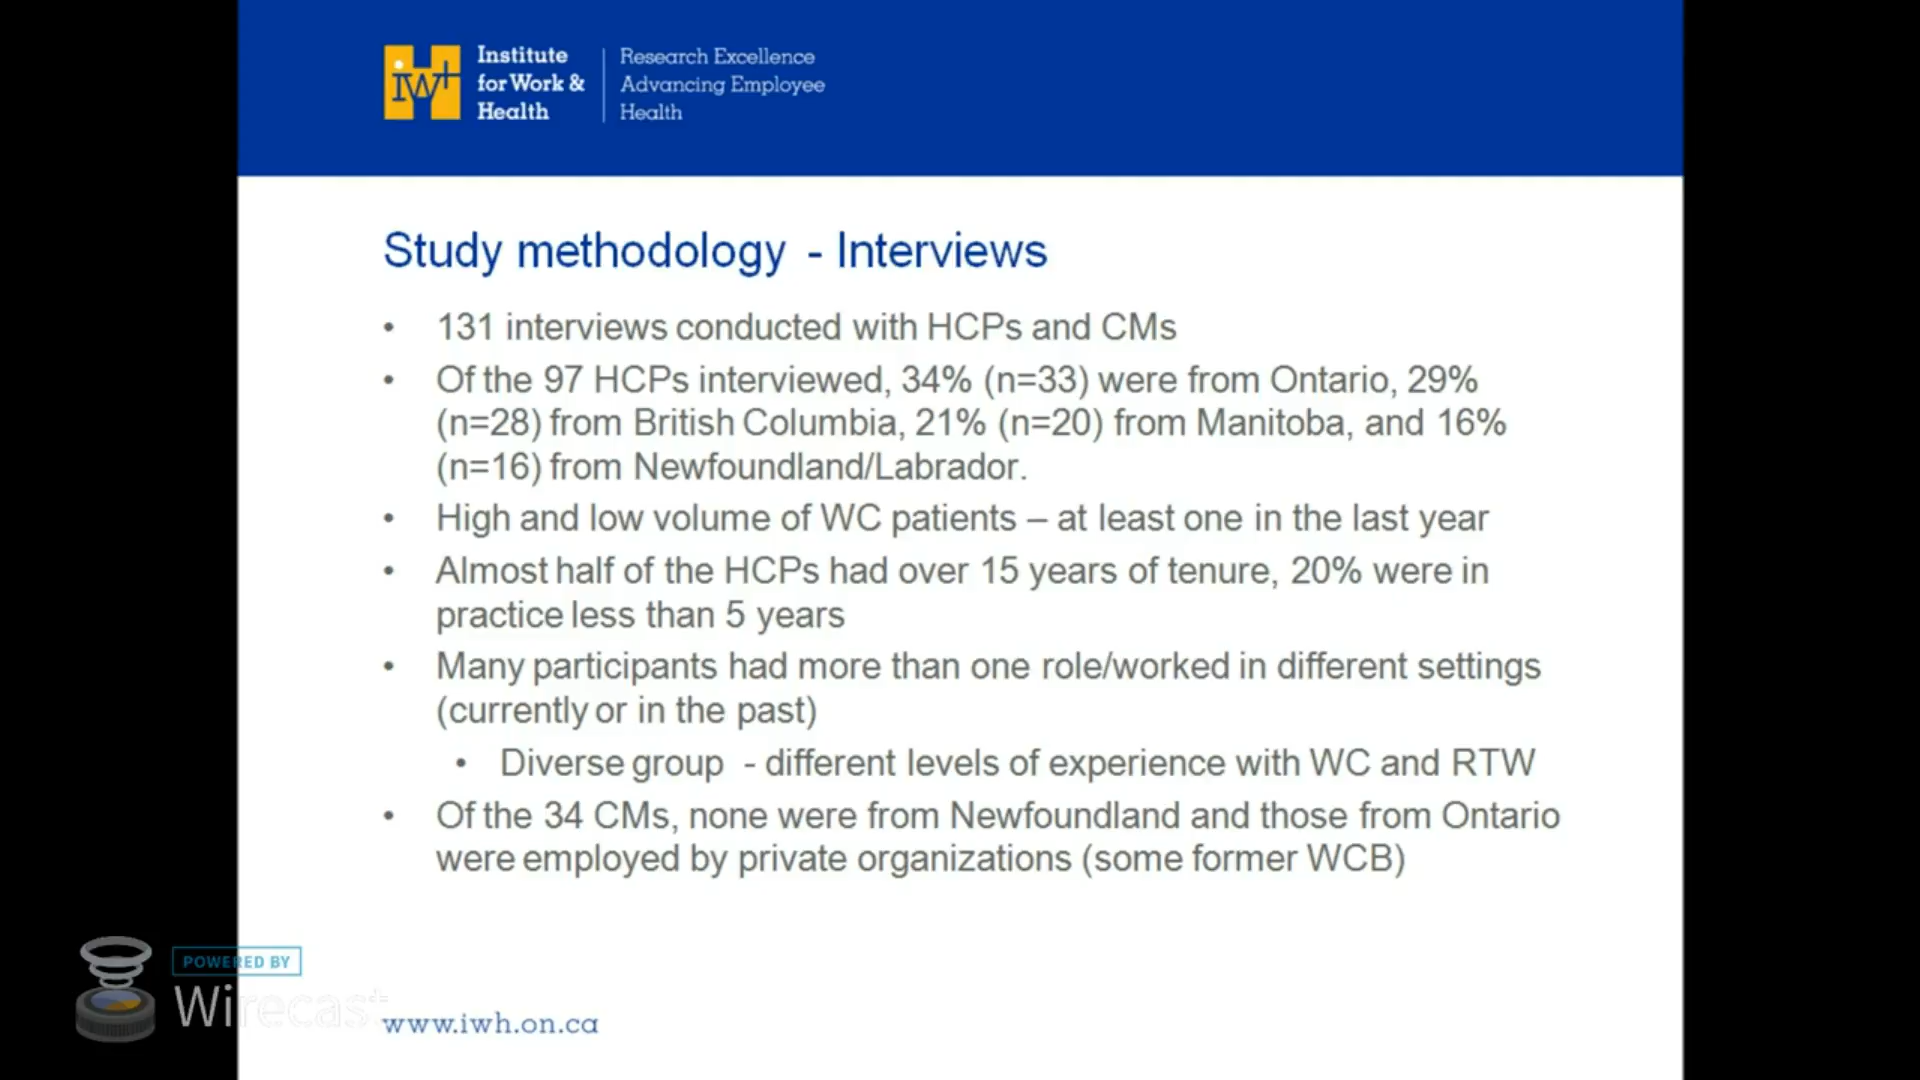 iw+
Institute
for Work &
Health
Research Excellence
Advancing Employee
Health
Study methodology - Interviews
• 131 interviews conducted with HCPs and CMs
• Of the 97 HCPs interviewed, 34% (n=33) were from Ontario, 29%
(n=28) from British Columbia, 21% (n=20) from Manitoba, and 16%
(n=16) from Newfoundland/Labrador.
• High and low volume of WC patients – at least one in the last year
• Almost half of the HCPs had over 15 years of tenure, 20% were in
practice less than 5 years
• Many participants had more than one role/worked in different settings
(currently or in the past)
• Diverse group - different levels of experience with WC and RTW
• Of the 34 CMs, none were from Newfoundland and those from Ontario
were employed by private organizations (some former WCB)
POWERED BY
Wirecast
www.iwh.on.ca